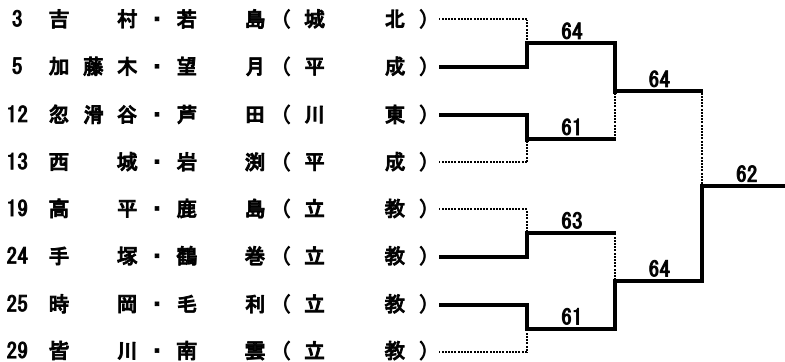 3 吉村・若島(城北)
64
5 加藤木・望月(平成)
64
12 忍滑谷・芦田(川東)
61
13 西城・岩渕(平成)
62
19 高平・鹿島(立教)
63
24 手塚・鶴巻(立教)
64
25 時岡・毛利(立教)
61
29 皆川・南雲(立教)